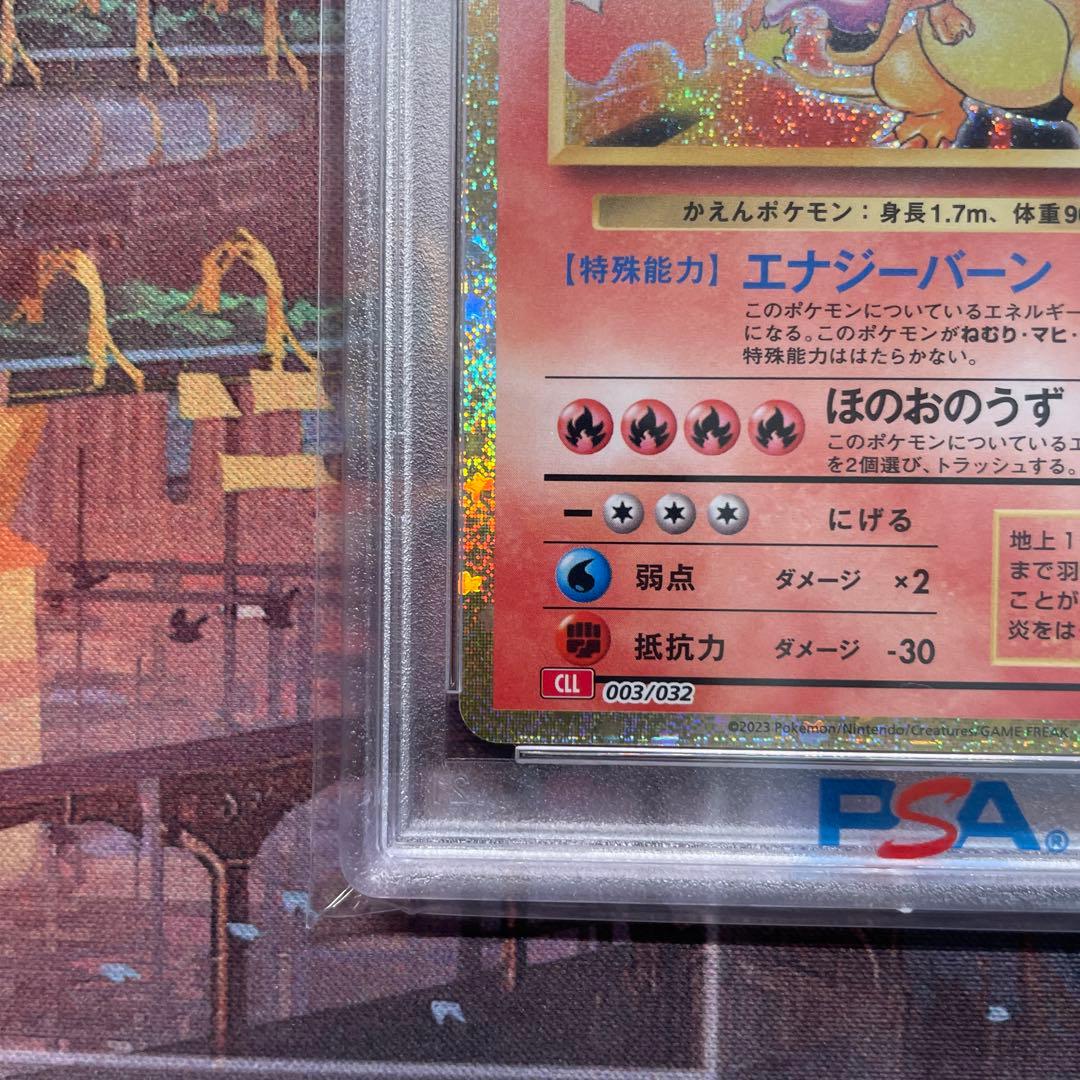 かえんポケモン：身長1.7m、体重9
【特殊能力】エナジーバーン
このポケモンについているエネルギー
になる。このポケモンがねむり・マヒ・
特殊能力ははたらかない。
ほのおのうず
このポケモンについているエ
を2個選び、トラッシュする。
にげる
弱点 ダメージ ×2
抵抗力 ダメージ -30
地上1
まで羽
ことが
炎をは
CLL 003/032
©2023 Pokémon/Nintendo/Creatures/GAME FREAK
PSA®